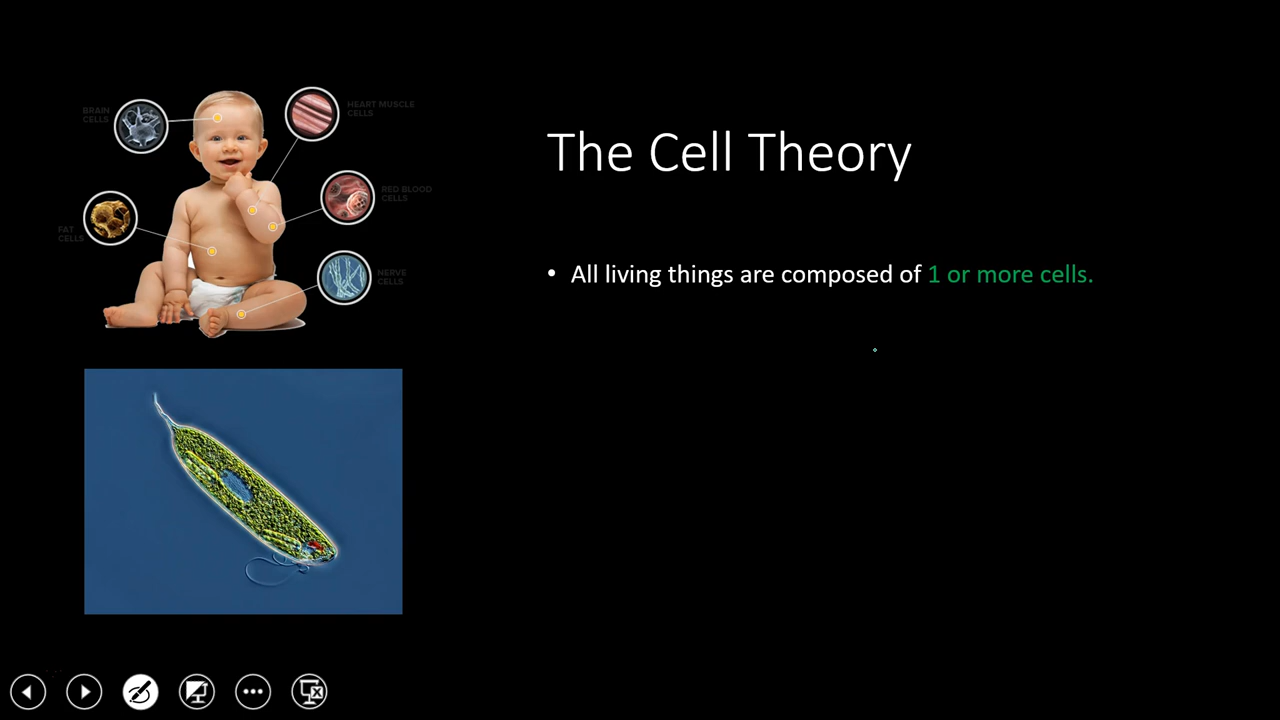 BRAIN
CELLS
HEART MUSCLE
CELLS
RED BLOOD
CELLS
FAT
CELLS
NERVE
CELLS
The Cell Theory
• All living things are composed of 1 or more cells.